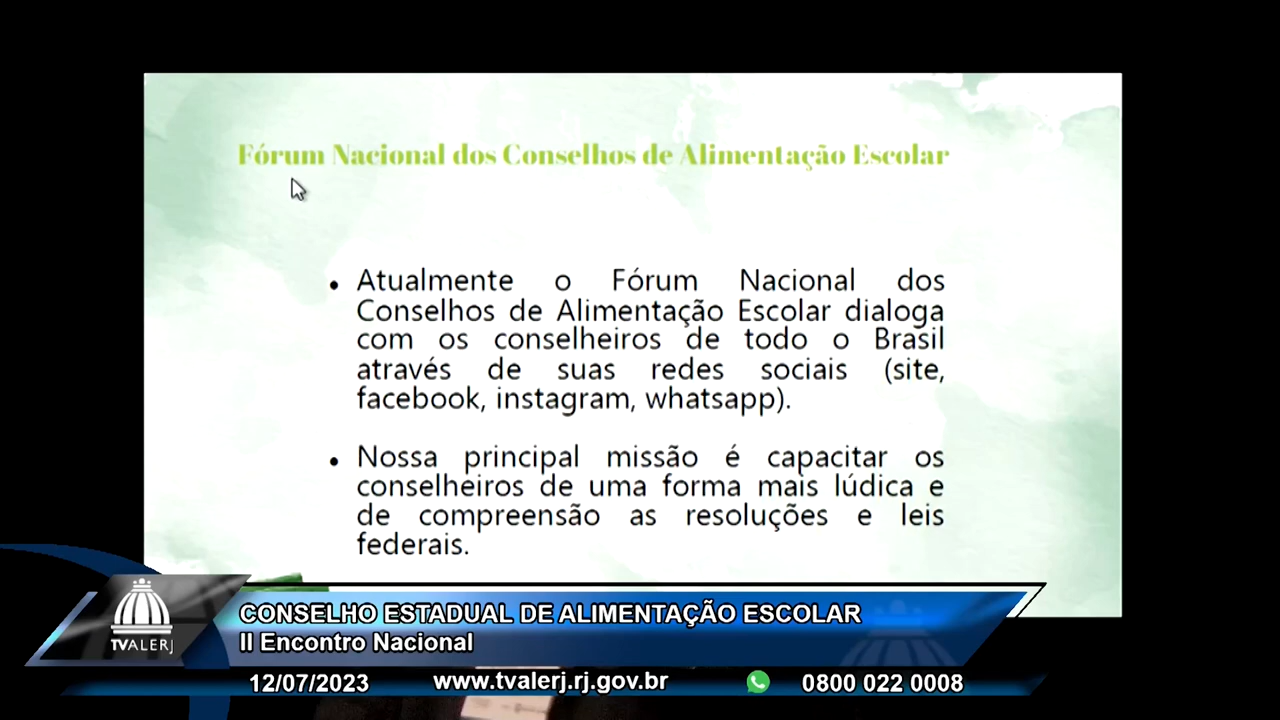 Fórum Nacional dos Conselhos de Alimentação Escolar
• Atualmente o Fórum Nacional dos
Conselhos de Alimentação Escolar dialoga
com os conselheiros de todo o Brasil
através de suas redes sociais (site,
facebook, instagram, whatsapp).
• Nossa principal missão é capacitar os
conselheiros de uma forma mais lúdica e
de compreensão as resoluções e leis
federais.
CONSELHO ESTADUAL DE ALIMENTAÇÃO ESCOLAR
II Encontro Nacional
TVALERJ
12/07/2023 www.tvalerj.rj.gov.br 0800 022 0008